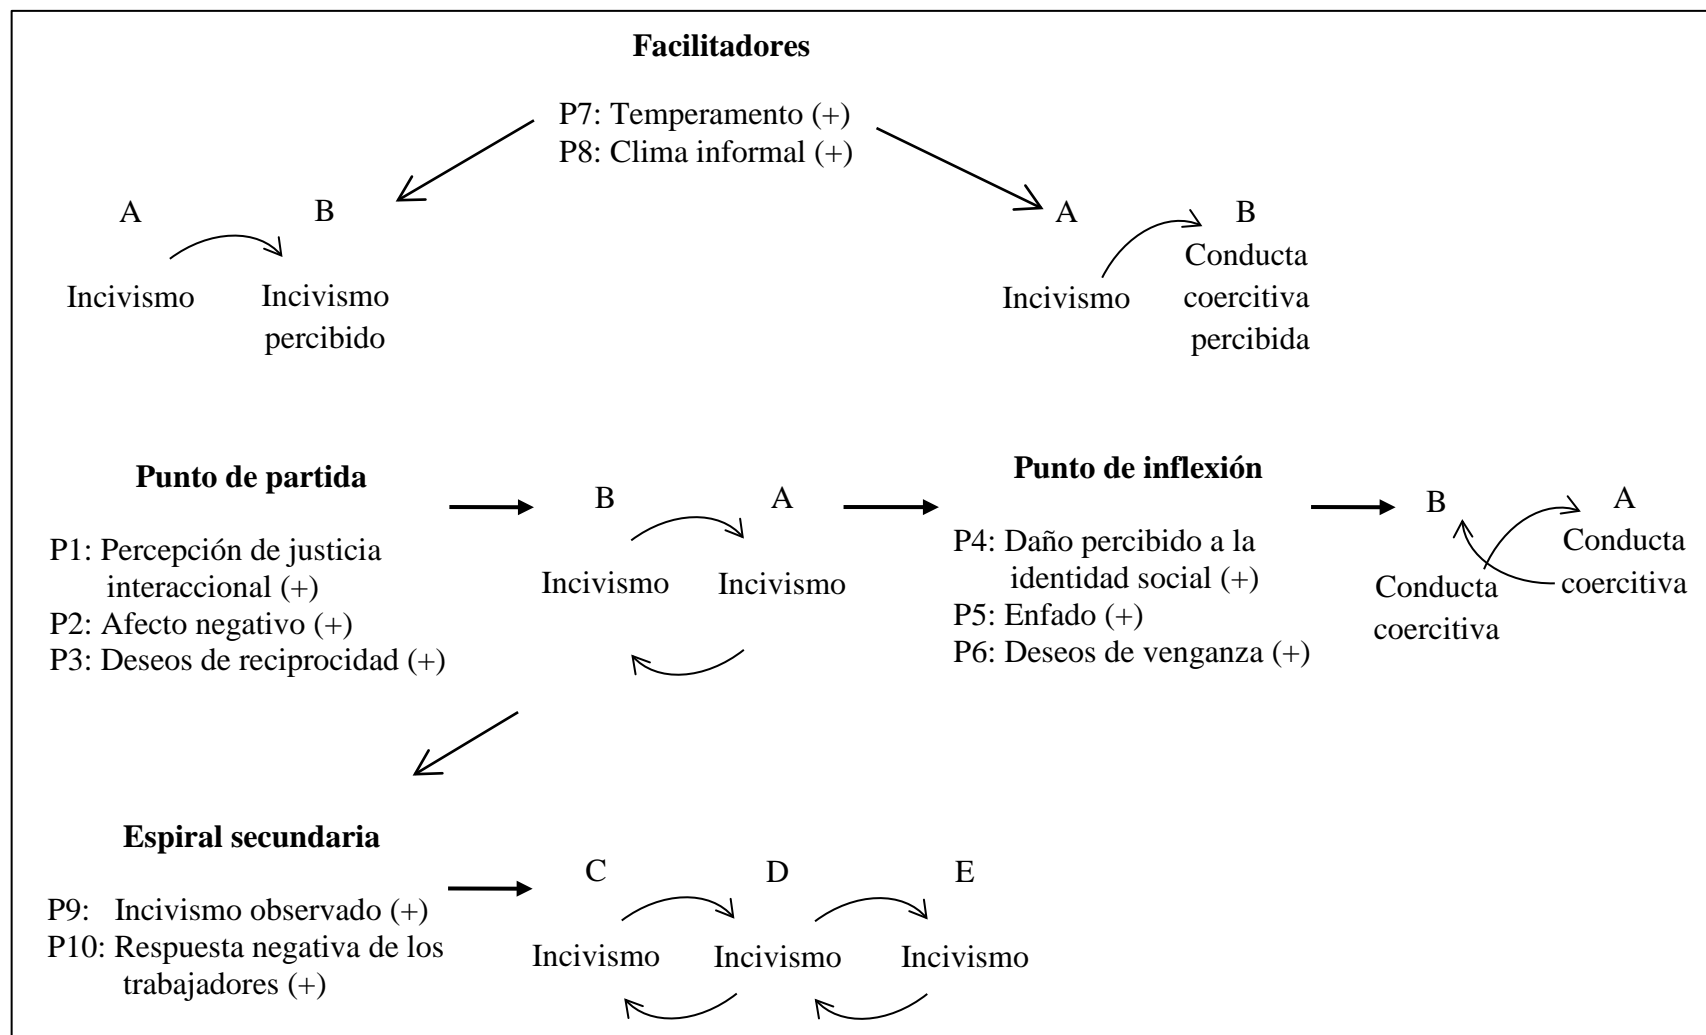 Facilitadores
P7: Temperamento (+)
P8: Clima informal (+)
A B
Incivismo Incivismo
percibido
A B
Conducta
Incivismo coercitiva
percibida
Punto de partida
P1: Percepción de justicia
interaccional (+)
P2: Afecto negativo (+)
P3: Deseos de reciprocidad (+)
B A
Incivismo Incivismo
Punto de inflexión
P4: Daño percibido a la
identidad social (+)
P5: Enfado (+)
P6: Deseos de venganza (+)
B
Conducta
coercitiva
A
Conducta
coercitiva
Espiral secundaria
P9: Incivismo observado (+)
P10: Respuesta negativa de los
trabajadores (+)
C D E
Incivismo Incivismo Incivismo